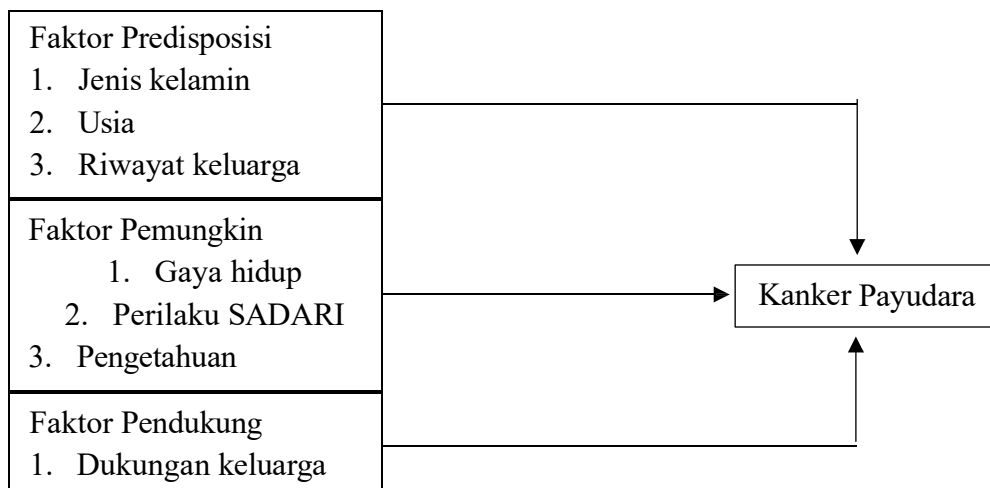 Faktor Predisposisi
1. Jenis kelamin
2. Usia
3. Riwayat keluarga
Faktor Pemungkin
1. Gaya hidup
2. Perilaku SADARI
3. Pengetahuan
Faktor Pendukung
1. Dukungan keluarga
Kanker Payudara